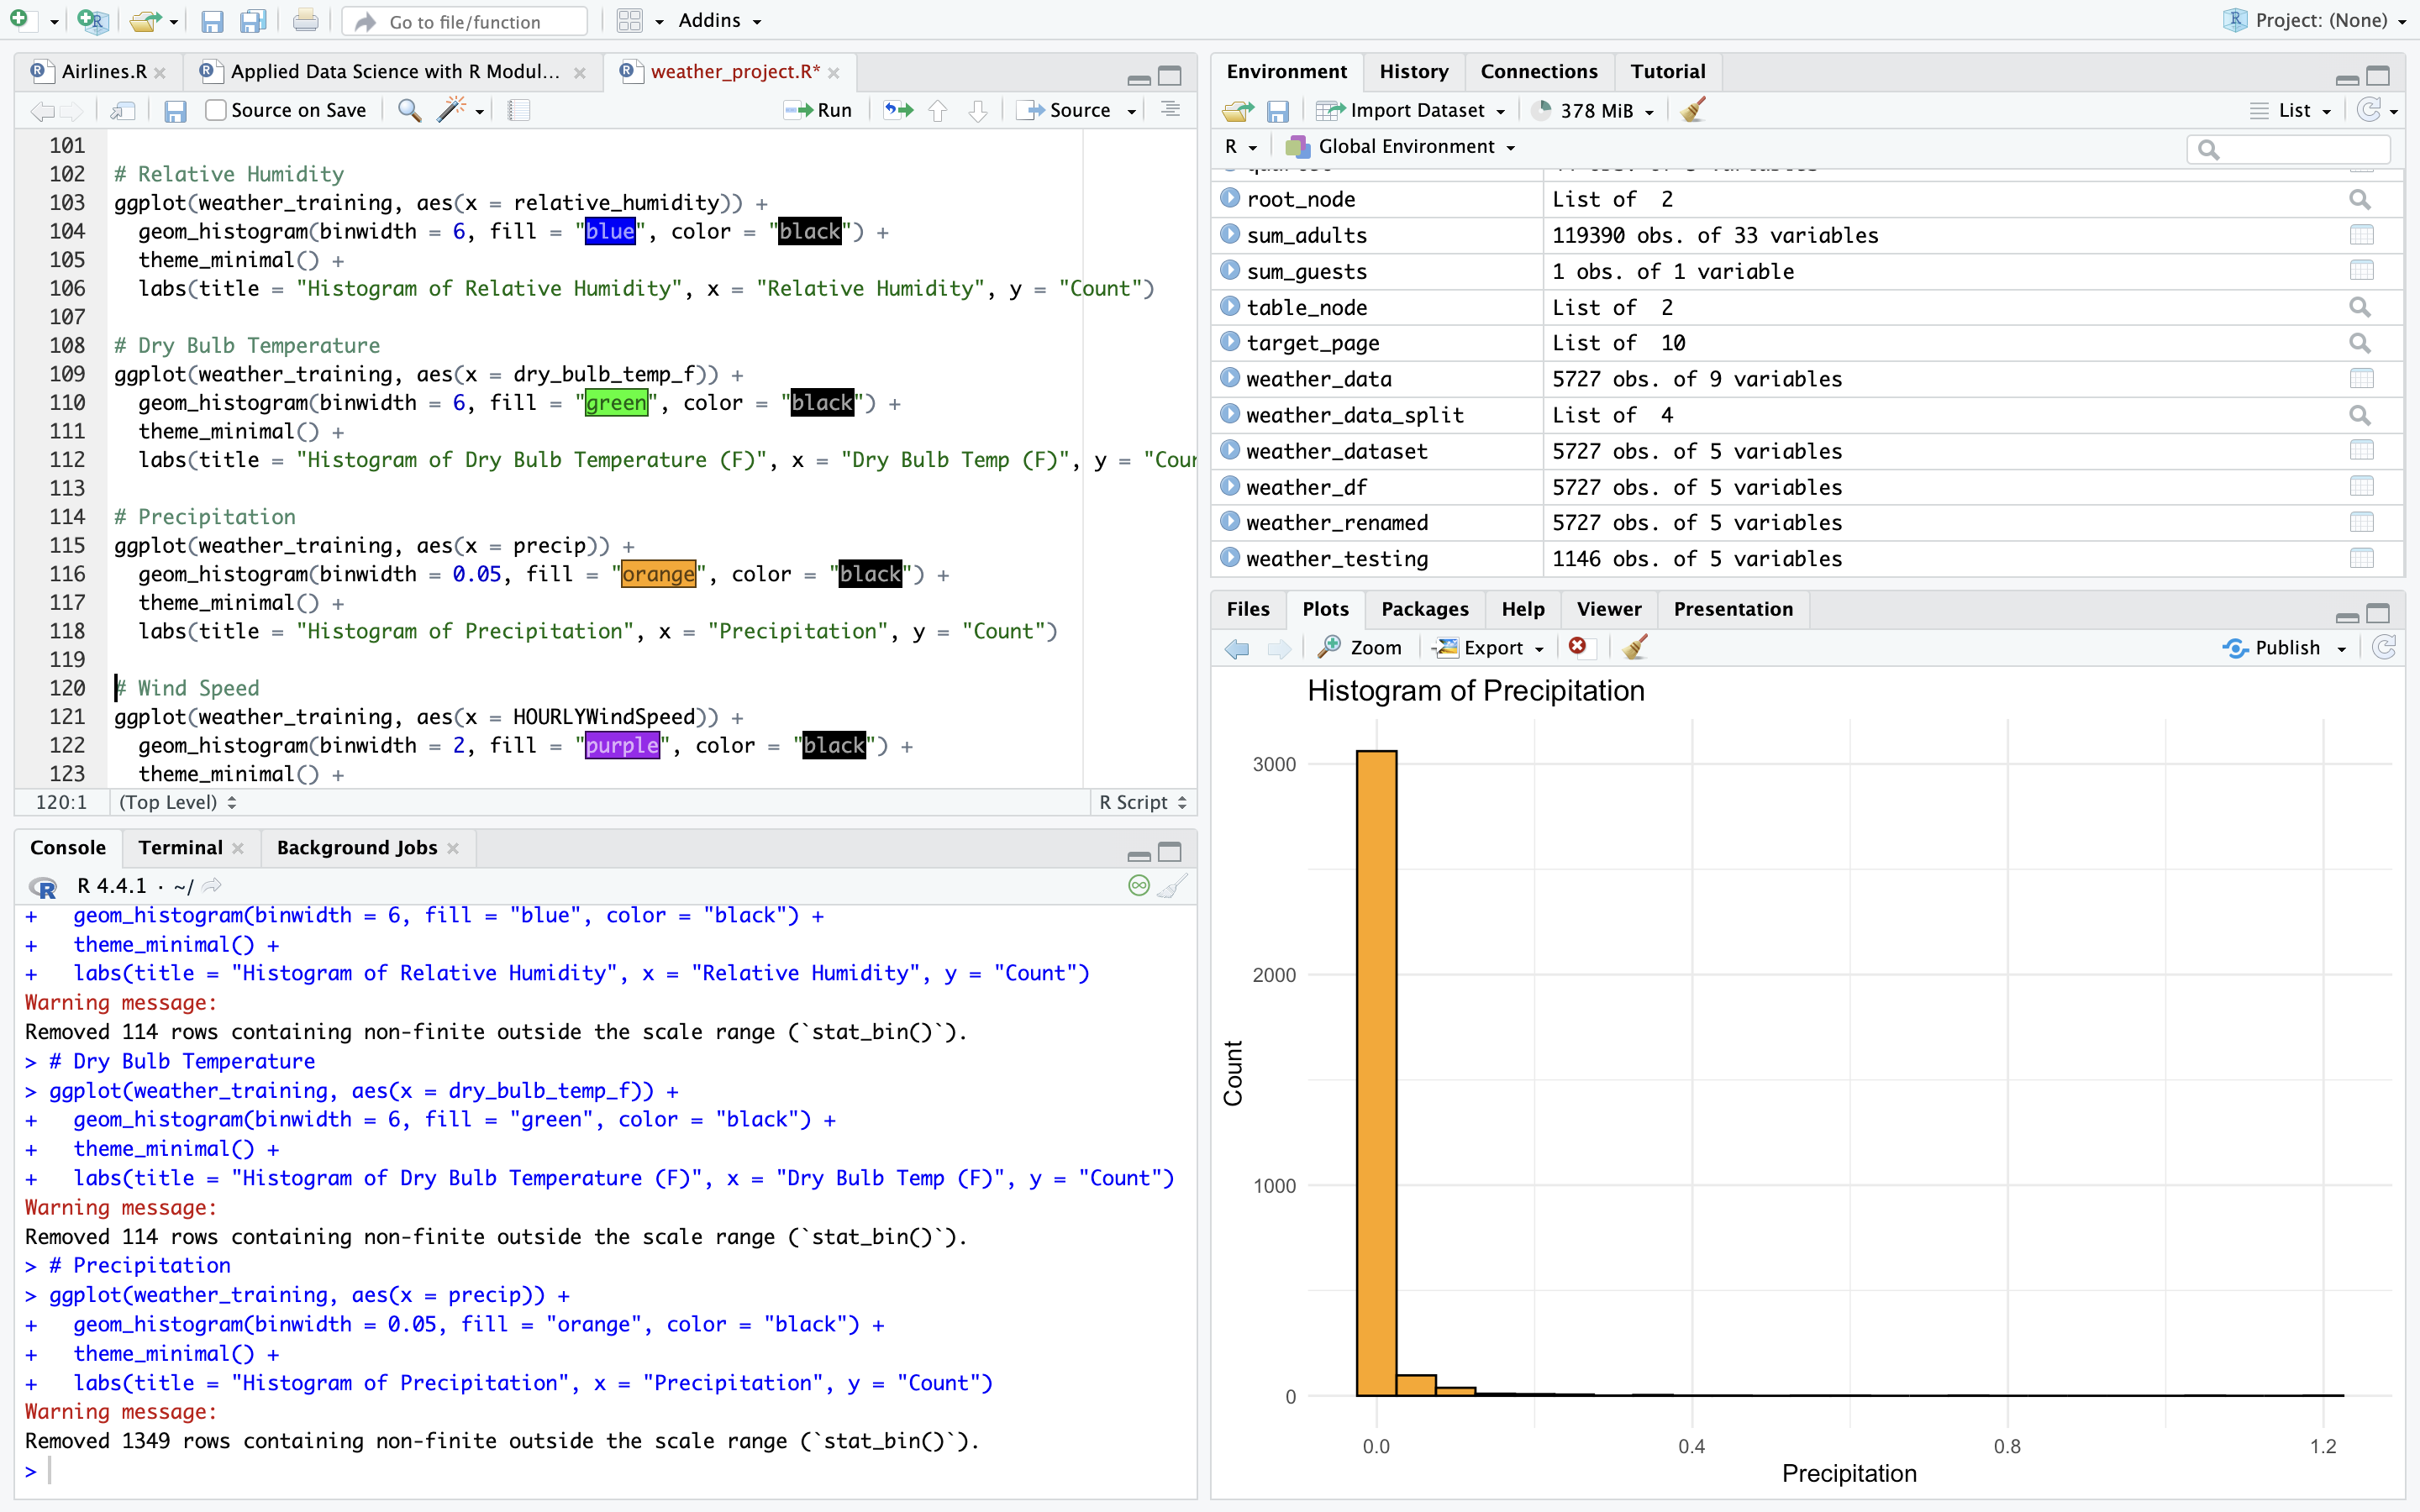 Go to file/function
Addins
Project: (None)
Airlines.R
Applied Data Science with R Modul...
weather_project.R*
Source on Save
Run
Source
101
102 # Relative Humidity
103 ggplot(weather_training, aes(x = relative_humidity)) +
104 geom_histogram(binwidth = 6, fill = "blue", color = "black") +
105 theme_minimal() +
106 labs(title = "Histogram of Relative Humidity", x = "Relative Humidity", y = "Count")
107
108 # Dry Bulb Temperature
109 ggplot(weather_training, aes(x = dry_bulb_temp_f)) +
110 geom_histogram(binwidth = 6, fill = "green", color = "black") +
111 theme_minimal() +
112 labs(title = "Histogram of Dry Bulb Temperature (F)", x = "Dry Bulb Temp (F)", y = "Cour
113
114 # Precipitation
115 ggplot(weather_training, aes(x = precip)) +
116 geom_histogram(binwidth = 0.05, fill = "orange", color = "black") +
117 theme_minimal() +
118 labs(title = "Histogram of Precipitation", x = "Precipitation", y = "Count")
119
120 # Wind Speed
121 ggplot(weather_training, aes(x = HOURLYWindSpeed)) +
122 geom_histogram(binwidth = 2, fill = "purple", color = "black") +
123 theme_minimal() +
120:1 (Top Level) R Script
Console Terminal Background Jobs
R 4.4.1 · ~/
+ geom_histogram(binwidth = 6, fill = "blue", color = "black") +
+ theme_minimal() +
+ labs(title = "Histogram of Relative Humidity", x = "Relative Humidity", y = "Count")
Warning message:
Removed 114 rows containing non-finite outside the scale range (`stat_bin()`).
> # Dry Bulb Temperature
> ggplot(weather_training, aes(x = dry_bulb_temp_f)) +
+ geom_histogram(binwidth = 6, fill = "green", color = "black") +
+ theme_minimal() +
+ labs(title = "Histogram of Dry Bulb Temperature (F)", x = "Dry Bulb Temp (F)", y = "Count")
Warning message:
Removed 114 rows containing non-finite outside the scale range (`stat_bin()`).
> # Precipitation
> ggplot(weather_training, aes(x = precip)) +
+ geom_histogram(binwidth = 0.05, fill = "orange", color = "black") +
+ theme_minimal() +
+ labs(title = "Histogram of Precipitation", x = "Precipitation", y = "Count")
Warning message:
Removed 1349 rows containing non-finite outside the scale range (`stat_bin()`).
>
Environment History Connections Tutorial
Import Dataset 378 MiB List
R Global Environment
root_node List of 2
sum_adults 119390 obs. of 33 variables
sum_guests 1 obs. of 1 variable
table_node List of 2
target_page List of 10
weather_data 5727 obs. of 9 variables
weather_data_split List of 4
weather_dataset 5727 obs. of 5 variables
weather_df 5727 obs. of 5 variables
weather_renamed 5727 obs. of 5 variables
weather_testing 1146 obs. of 5 variables
Files Plots Packages Help Viewer Presentation
Zoom Export Publish
Histogram of Precipitation
3000
2000
1000
0
Count
0.0 0.4 0.8 1.2
Precipitation